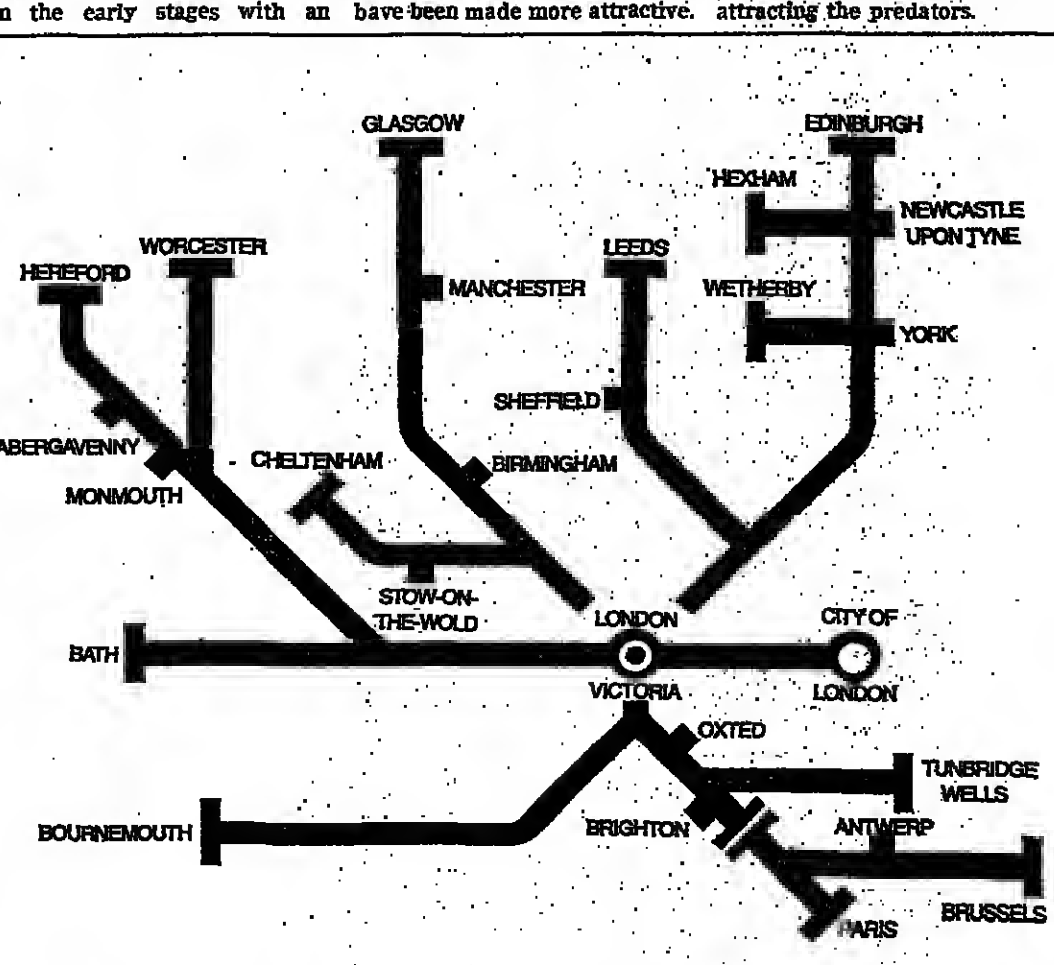 n the early stages with an
bave been made more attractive.
attracting the predators.
GLASGOW
EDINBURGH
HEXHAM
NEWCASTLE
UPON TYNE
WORCESTER
LEEDS
HEREFORD
MANCHESTER
WETHERBY
YORK
SHEFFIELD
ABERGAVENNY
CHELTENHAM
BIRMINGHAM
MONMOUTH
STOW-ON-
THE-WOLD
LONDON
VICTORIA
CITY OF
LONDON
BATH
OXTED
TUNBRIDGE
WELLS
BOURNEMOUTH
BRIGHTON
ANTWERP
BRUSSELS
PARIS